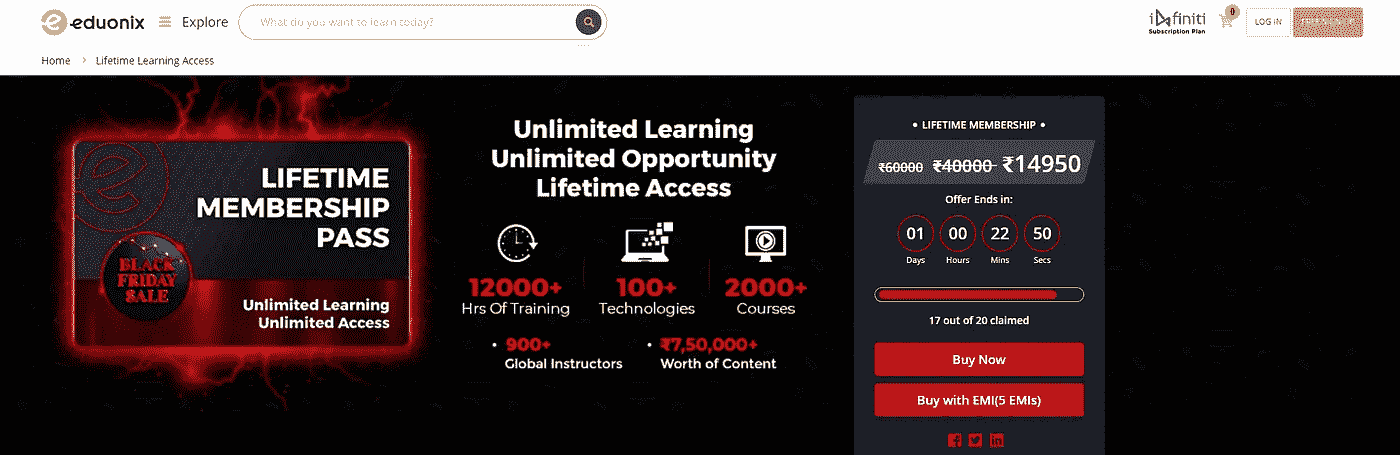 eduonix
Explore
What do you want to learn today?
infiniti
Subscription Plan
0
LOG IN
Home > Lifetime Learning Access
LIFETIME
MEMBERSHIP
PASS
BLACK
FRIDAY
SALE
Unlimited Learning
Unlimited Access
Unlimited Learning
Unlimited Opportunity
Lifetime Access
12000+
Hrs Of Training
100+
Technologies
2000+
Courses
• 900+
Global Instructors
• ₹7,50,000+
Worth of Content
• LIFETIME MEMBERSHIP •
₹60000 ₹40000 ₹14950
Offer Ends in:
01 00 22 50
Days Hours Mins Secs
17 out of 20 claimed
Buy Now
Buy with EMI(5 EMIs)